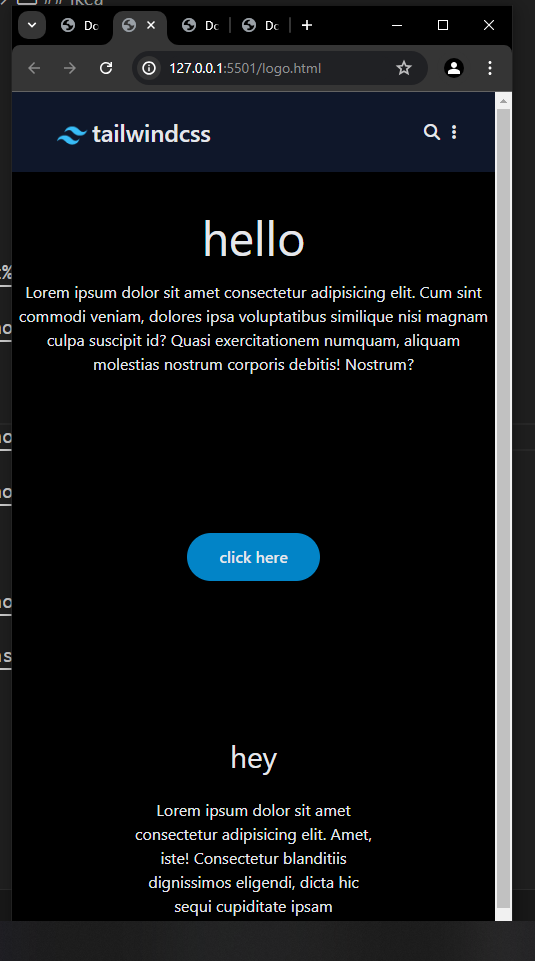 Ikea
Dc
Dc
Dc
127.0.0.1:5501/logo.html
tailwindcss
hello
Lorem ipsum dolor sit amet consectetur adipisicing elit. Cum sint
commodi veniam, dolores ipsa voluptatibus similique nisi magnam
culpa suscipit id? Quasi exercitationem numquam, aliquam
molestias nostrum corporis debitis! Nostrum?
click here
hey
Lorem ipsum dolor sit amet
consectetur adipisicing elit. Amet,
iste! Consectetur blanditiis
dignissimos eligendi, dicta hic
sequi cupiditate ipsam